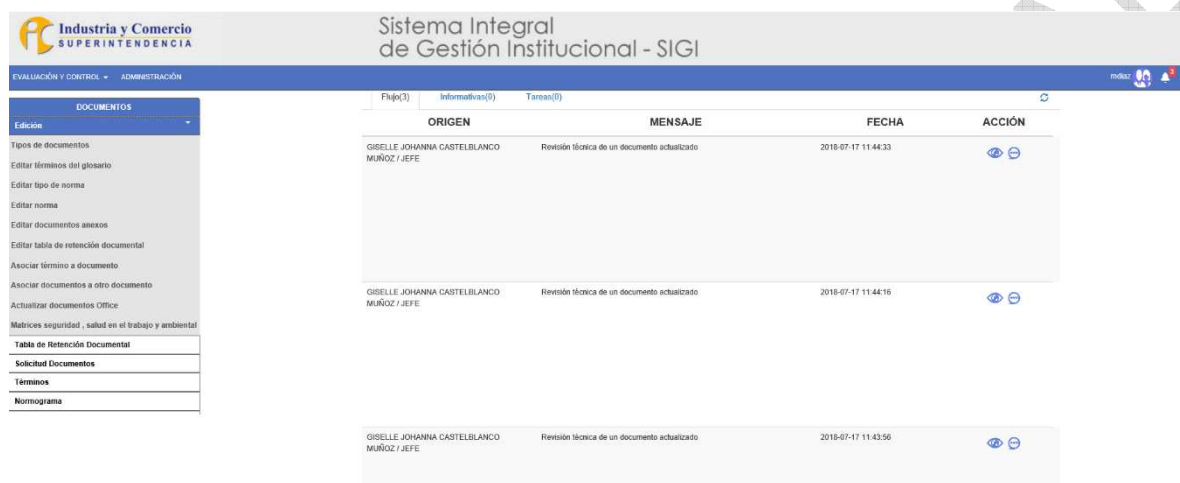 Industria y Comercio
SUPERINTENDENCIA
Sistema Integral
de Gestión Institucional - SIGI
EVALUACIÓN Y CONTROL ADMINISTRACIÓN
mdiaz
3
DOCUMENTOS
Edición
Tipos de documentos
Editar términos del glosario
Editar tipo de norma
Editar norma
Editar documentos anexos
Editar tabla de retención documental
Asociar término a documento
Asociar documentos a otro documento
Actualizar documentos Office
Matrices seguridad , salud en el trabajo y ambiental
Tabla de Retención Documental
Solicitud Documentos
Términos
Normograma
Flujo(3) Informativas(0) Tareas(0)
ORIGEN MENSAJE FECHA ACCIÓN
GISELLE JOHANNA CASTELBLANCO Revisión técnica de un documento actualizado 2018-07-17 11:44:33
MUÑOZ / JEFE
GISELLE JOHANNA CASTELBLANCO Revisión técnica de un documento actualizado 2018-07-17 11:44:16
MUÑOZ / JEFE
GISELLE JOHANNA CASTELBLANCO Revisión técnica de un documento actualizado 2018-07-17 11:43:56
MUÑOZ / JEFE